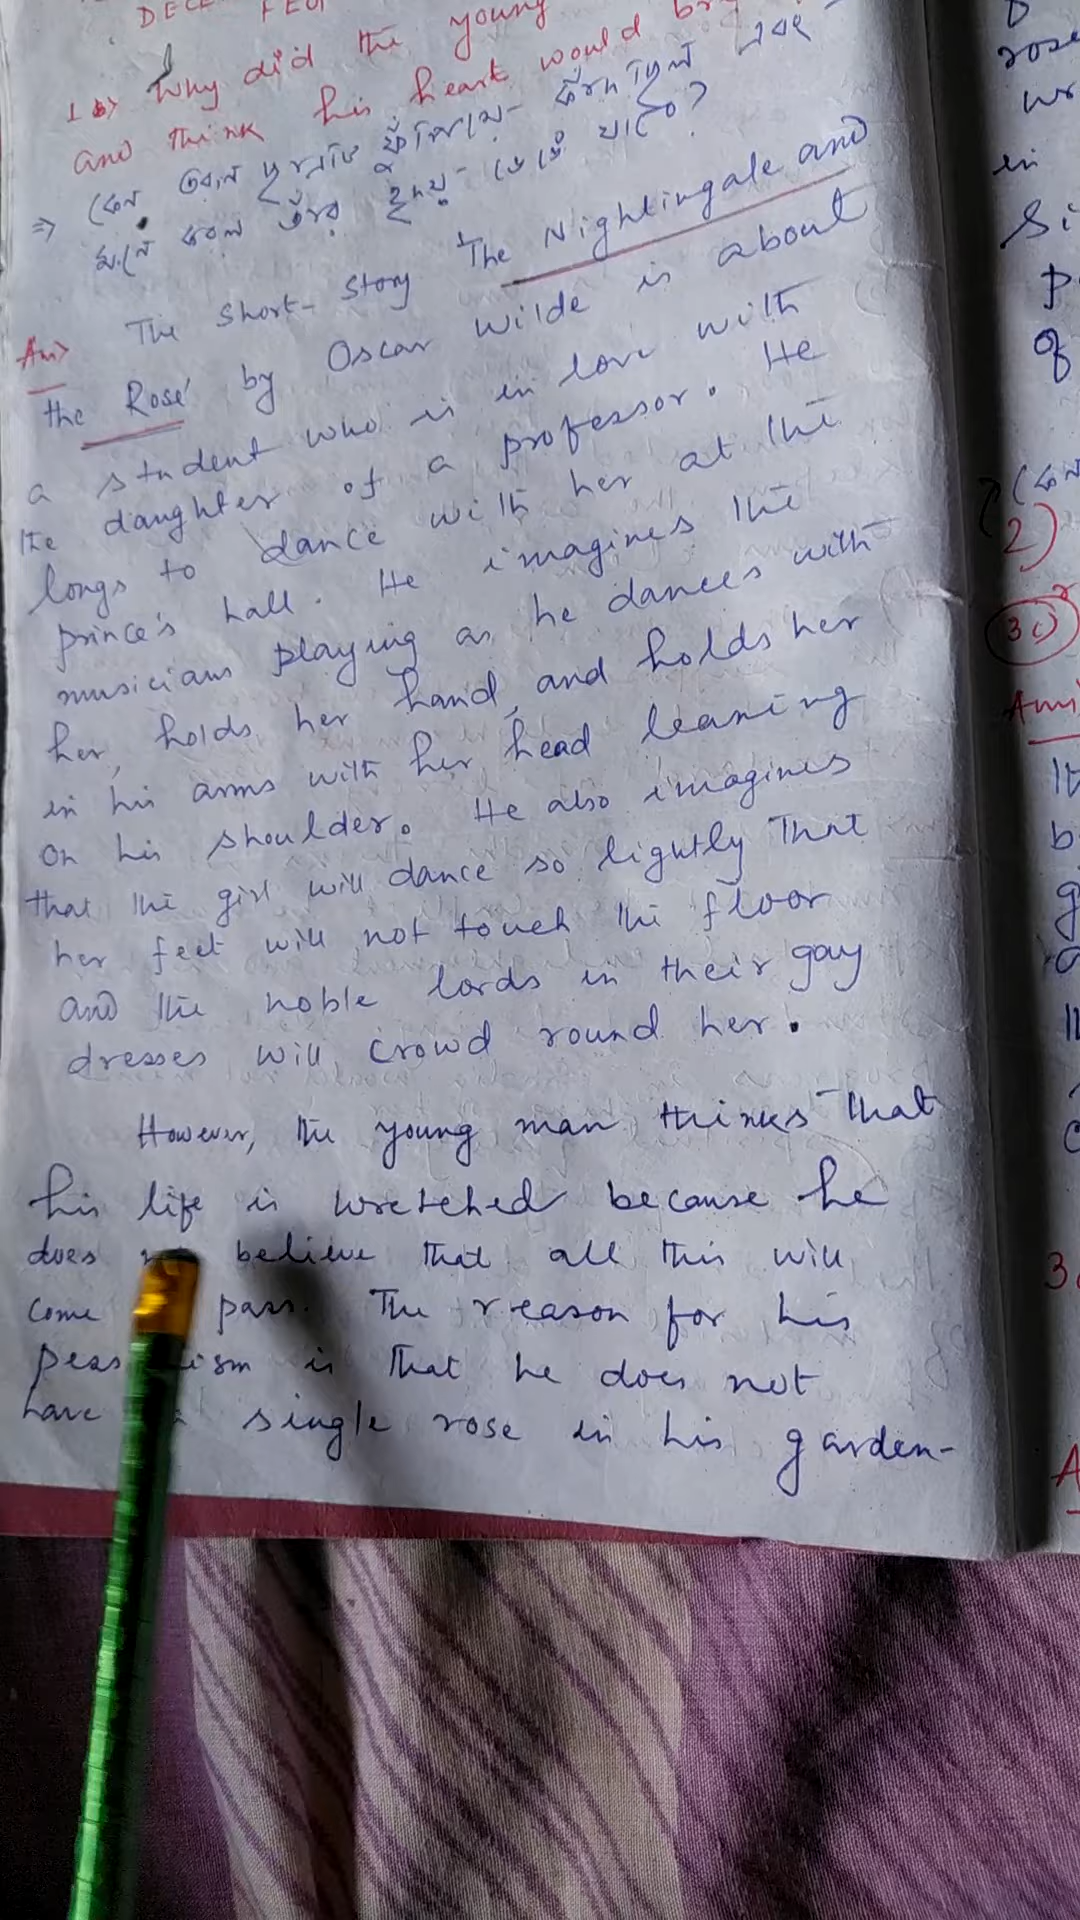 Why did the young
and think his heart would
The short-story 'The Nightingale and
Ans>
the Rose' by Oscar Wilde is about
a student who is in love with
the daughter of a professor. He
longs to dance with her at the
prince's hall. He imagines the
musicians playing as he dances with
her, holds her hand, and holds her
in his arms with her head leaning
on his shoulder. He also imagines
that the girl will dance so lightly that
her feet will not touch the floor
and the noble lords in their gay
dresses will crowd round her.
However, the young man thinks that
his life is wretched because he
does believe that all this will
come pass. The reason for his
is that he does not
have single rose in his garden-
rose
in
of
2)
3c)